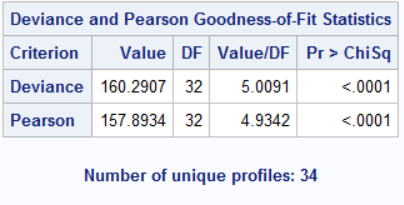 Deviance and Pearson Goodness-of-Fit Statistics
Criterion Value DF Value/DF Pr > ChiSq
Deviance 160.2907 32 5.0091 <.0001
Pearson 157.8934 32 4.9342 <.0001
Number of unique profiles: 34